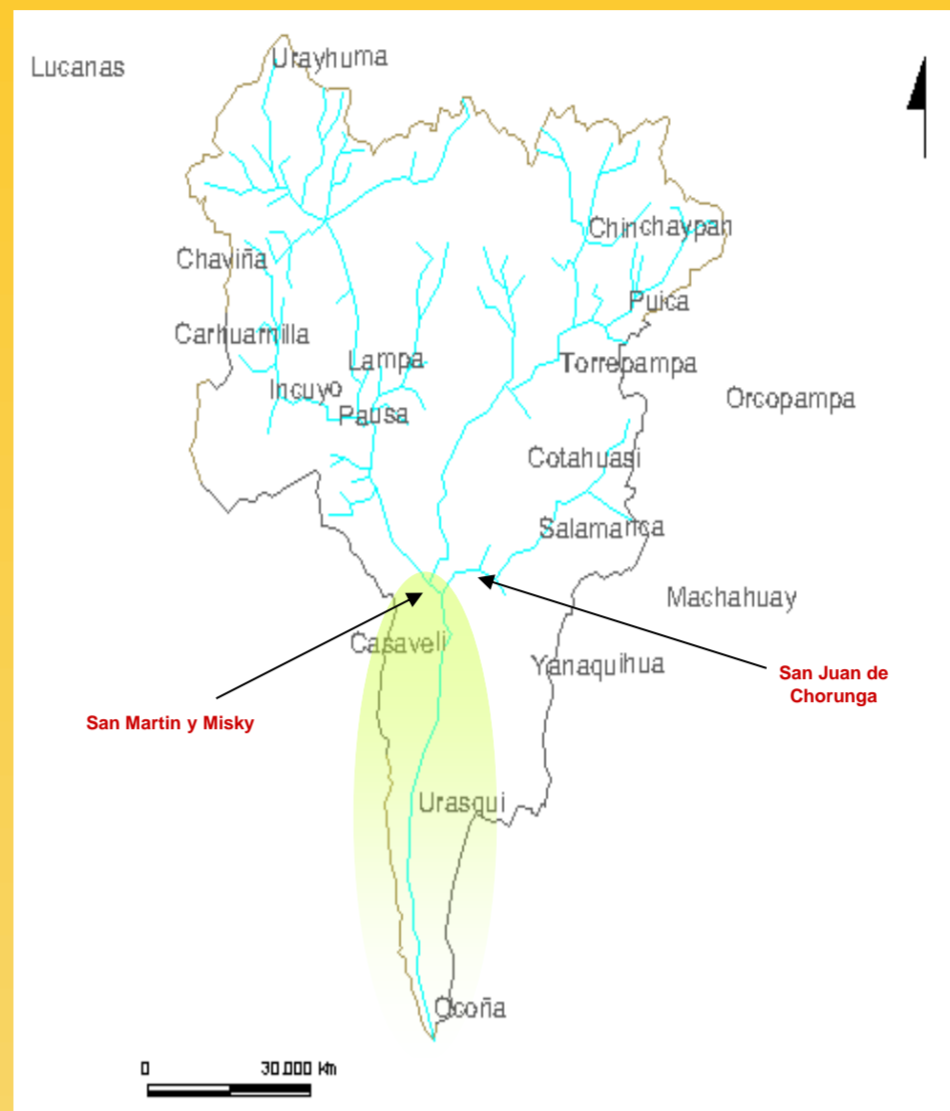 Lucanas
Urayhuma
Chinchaypan
Chaviña
Puica
Carhuarnilla
Lampa
Torrepampa
Incuyo
Orcopampa
Pausa
Cotahuasi
Salamanca
Machahuay
Casaveli
Yanaquihua
San Juan de
Chorunga
San Martin y Misky
Urasqui
Ocoña
0 30.000 Km